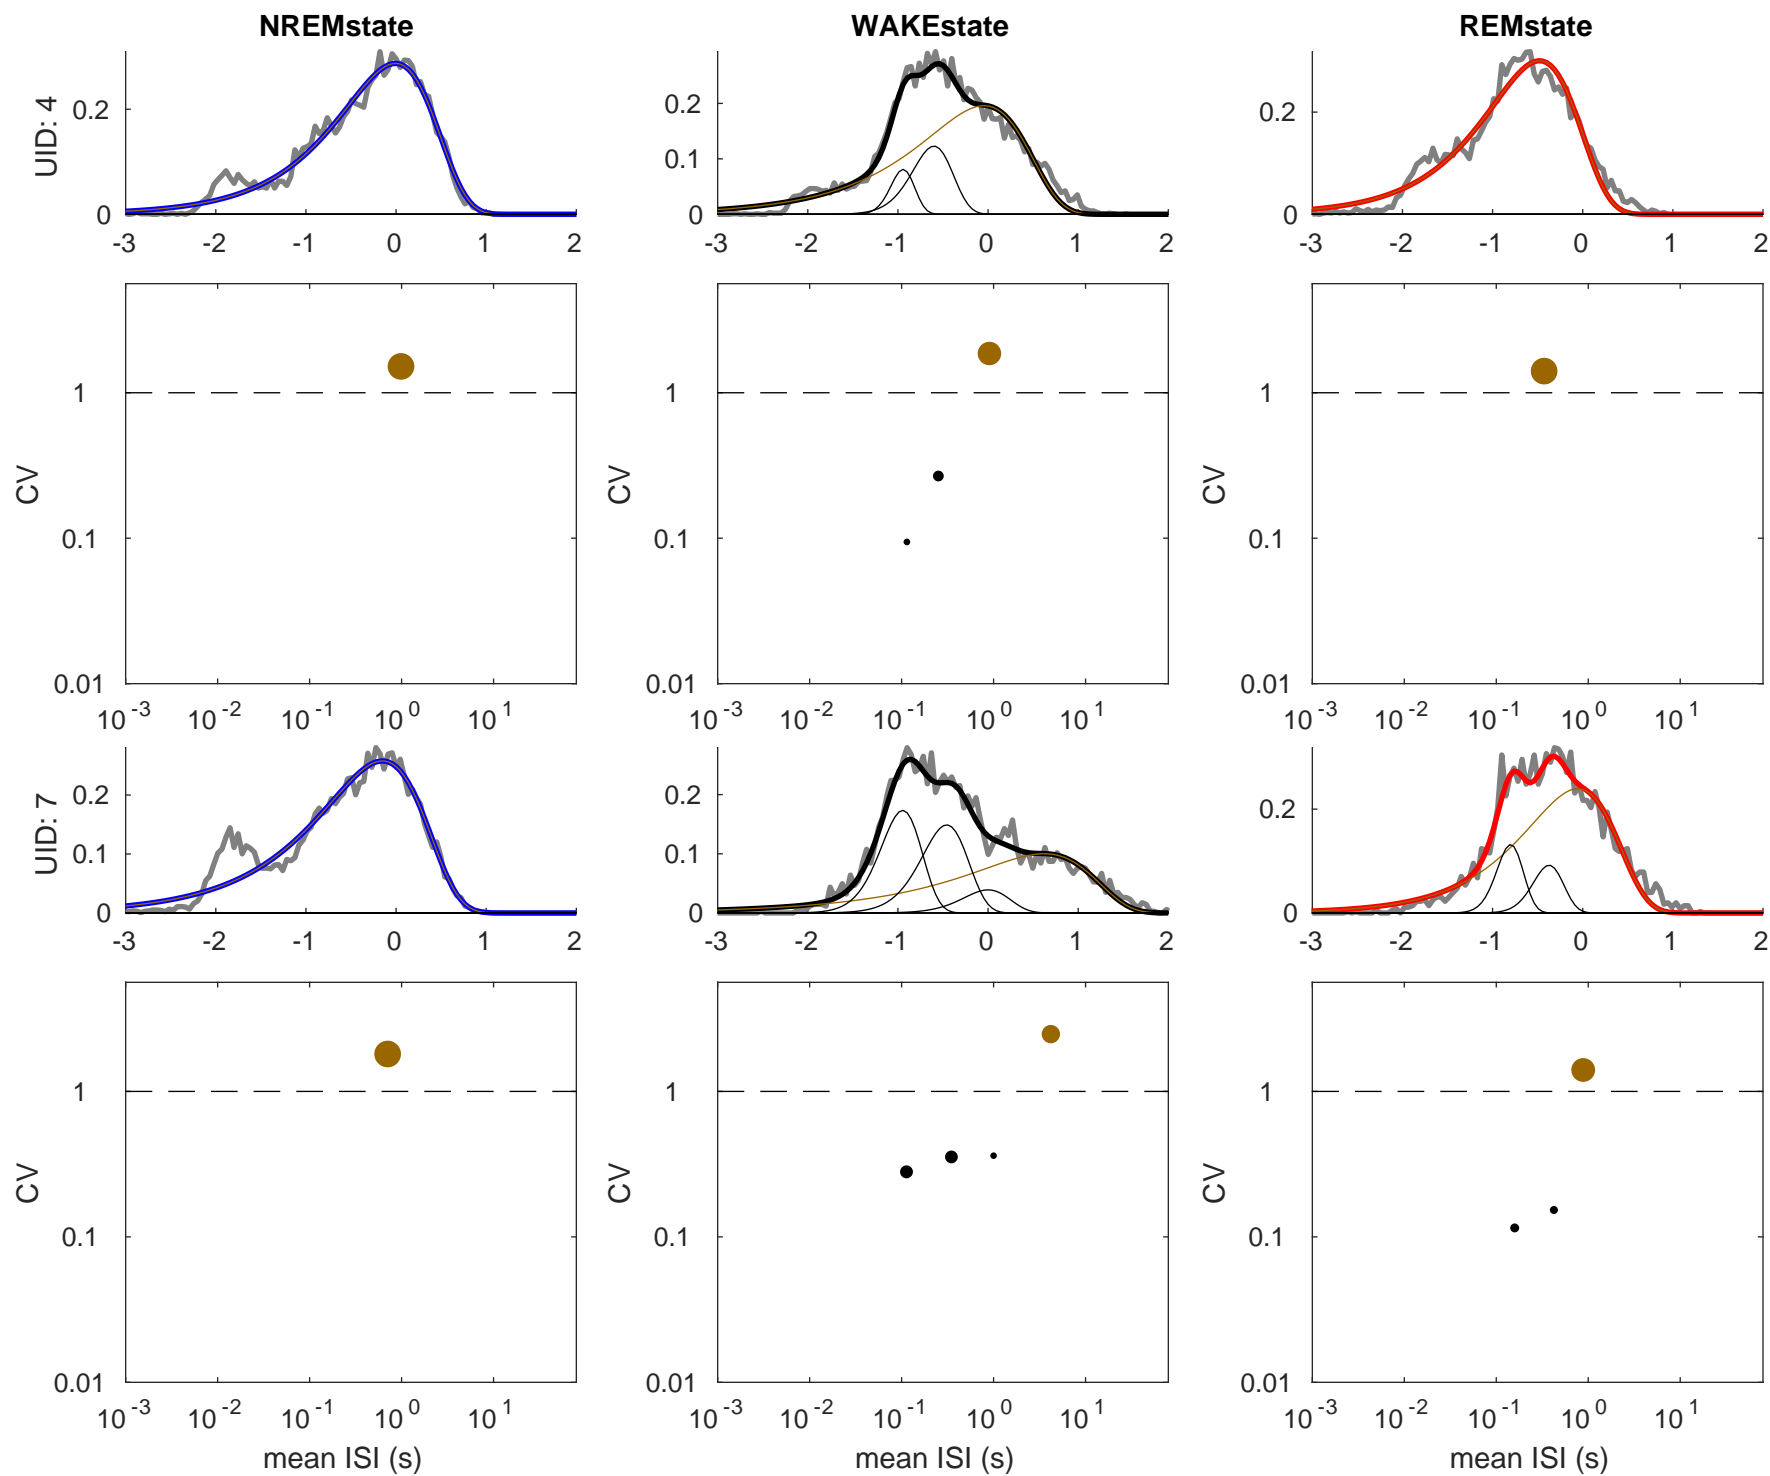 NREMstate WAKEstate REMstate
UID: 4
0.2 0.2 0.2
0.1
0 0 0
-3 -2 -1 0 1 2 -3 -2 -1 0 1 2 -3 -2 -1 0 1 2
CV CV CV
1 1 1
0.1 0.1 0.1
0.01 0.01 0.01
10^-3 10^-2 10^-1 10^0 10^1 10^-3 10^-2 10^-1 10^0 10^1 10^-3 10^-2 10^-1 10^0 10^1
UID: 7
0.2 0.2 0.2
0.1 0.1
0 0 0
-3 -2 -1 0 1 2 -3 -2 -1 0 1 2 -3 -2 -1 0 1 2
CV CV CV
1 1 1
0.1 0.1 0.1
0.01 0.01 0.01
10^-3 10^-2 10^-1 10^0 10^1 10^-3 10^-2 10^-1 10^0 10^1 10^-3 10^-2 10^-1 10^0 10^1
mean ISI (s) mean ISI (s) mean ISI (s)